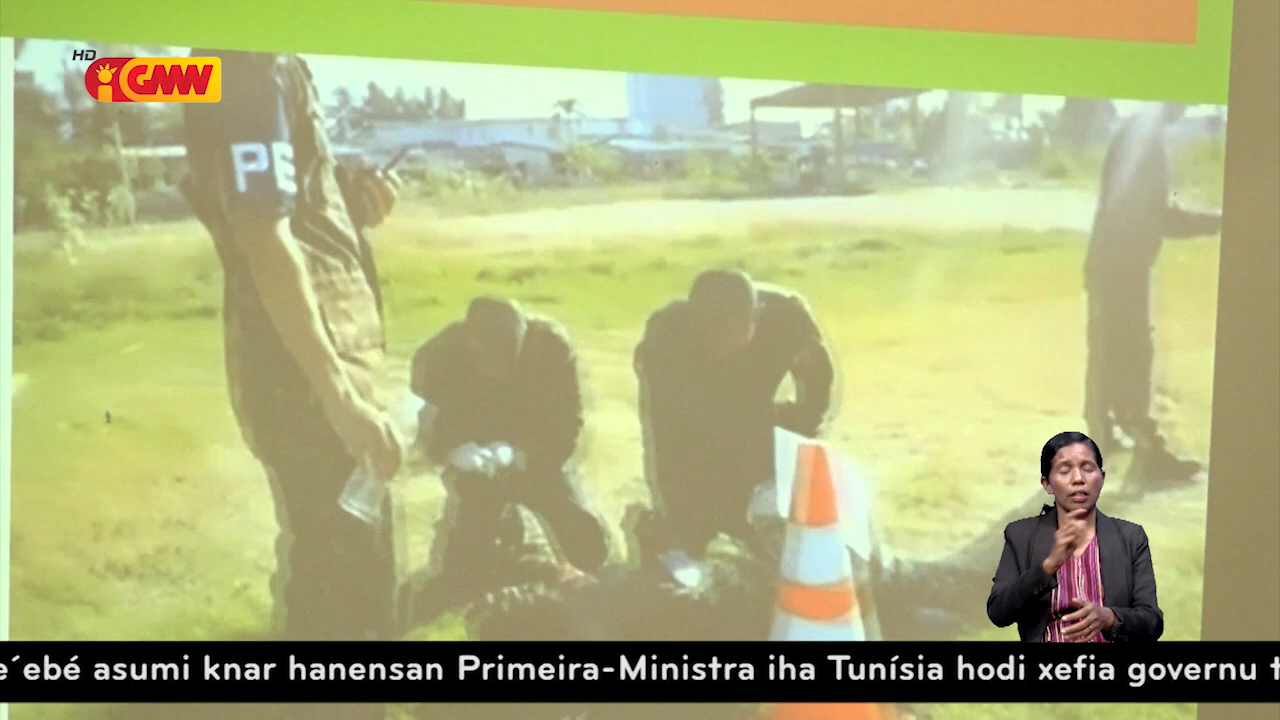 HD
GMN
PE
e´ebé asumi knar hanensan Primeira-Ministra iha Tunísia hodi xefia governu t